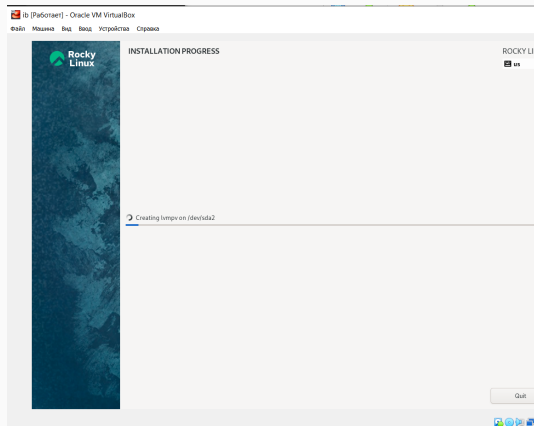 ib [Работает] - Oracle VM VirtualBox
Файл Машина Вид Ввод Устройства Справка
Rocky
Linux
INSTALLATION PROGRESS
ROCKY LI
us
Creating lvmpv on /dev/sda2
Quit